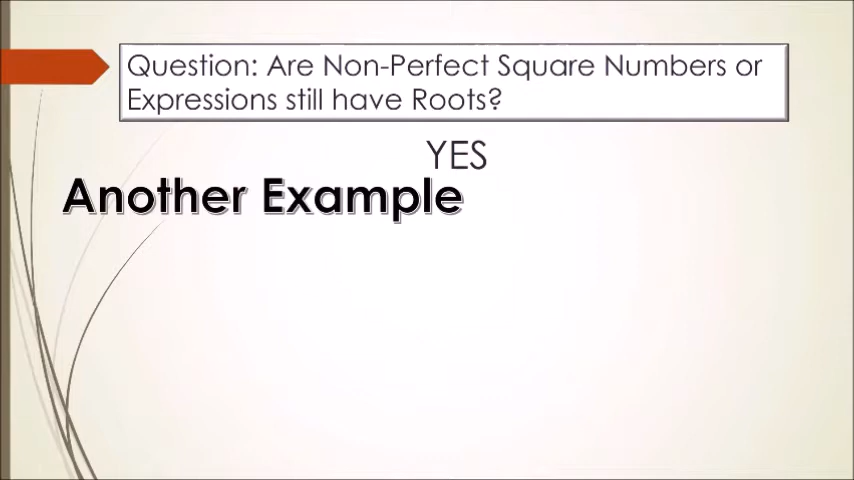 Question: Are Non-Perfect Square Numbers or
Expressions still have Roots?
YES
Another Example